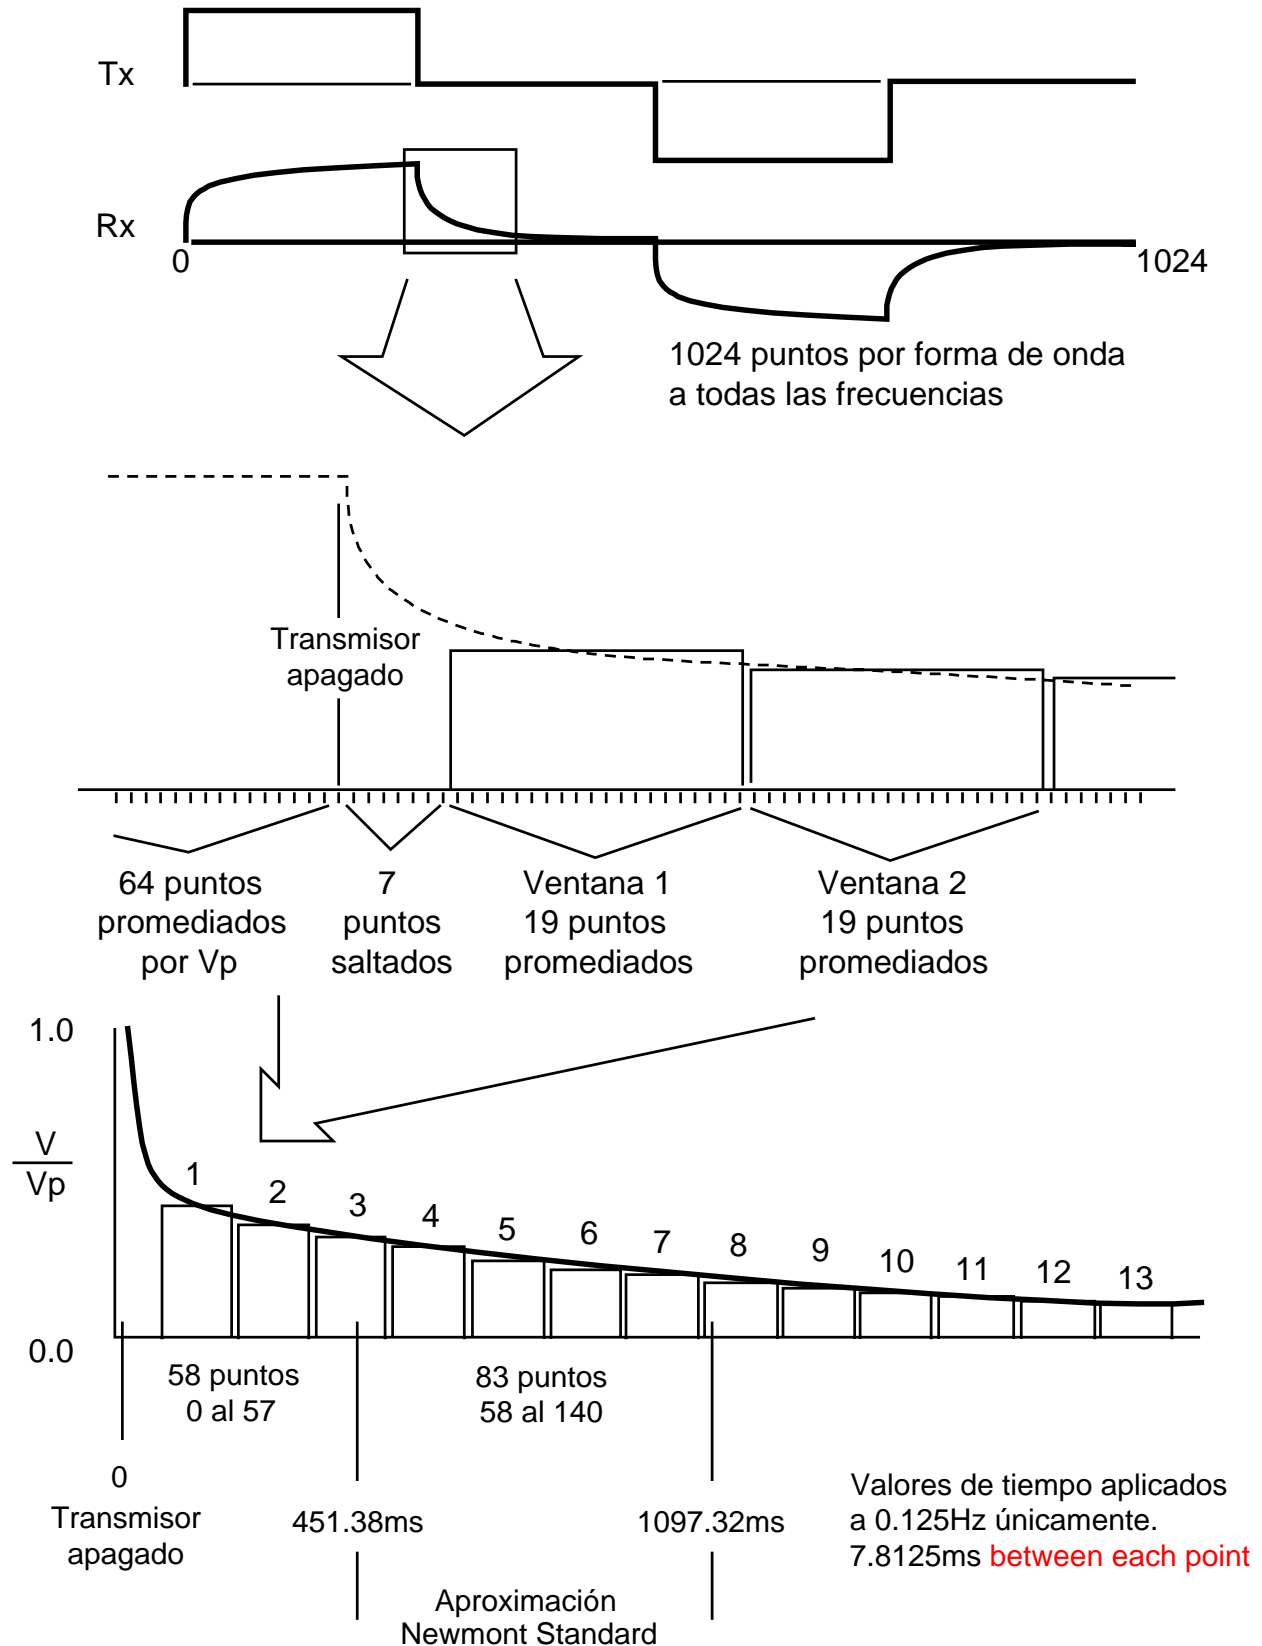 Tx
Rx
0
1024
1024 puntos por forma de onda
a todas las frecuencias
Transmisor
apagado
64 puntos
promediados
por Vp
7
puntos
saltados
Ventana 1
19 puntos
promediados
Ventana 2
19 puntos
promediados
1.0
V
Vp
0.0
1
2
3
4
5
6
7
8
9
10
11
12
13
58 puntos
0 al 57
83 puntos
58 al 140
0
Transmisor
apagado
451.38ms
1097.32ms
Valores de tiempo aplicados
a 0.125Hz únicamente.
7.8125ms between each point
Aproximación
Newmont Standard